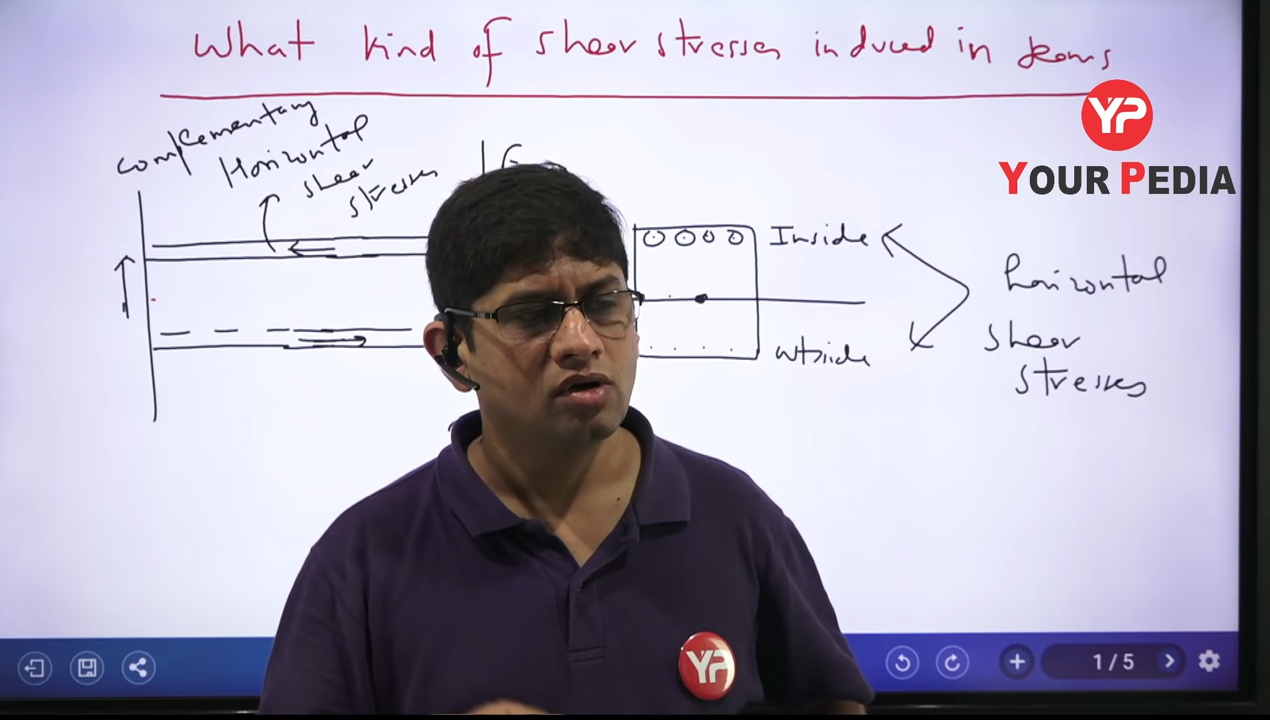 What kind of shear stresses induced in beams
complementary
Horizontal
shear
stresses
Inside
outside
horizontal
shear
stresses
YP
YOUR PEDIA
YP
1/5